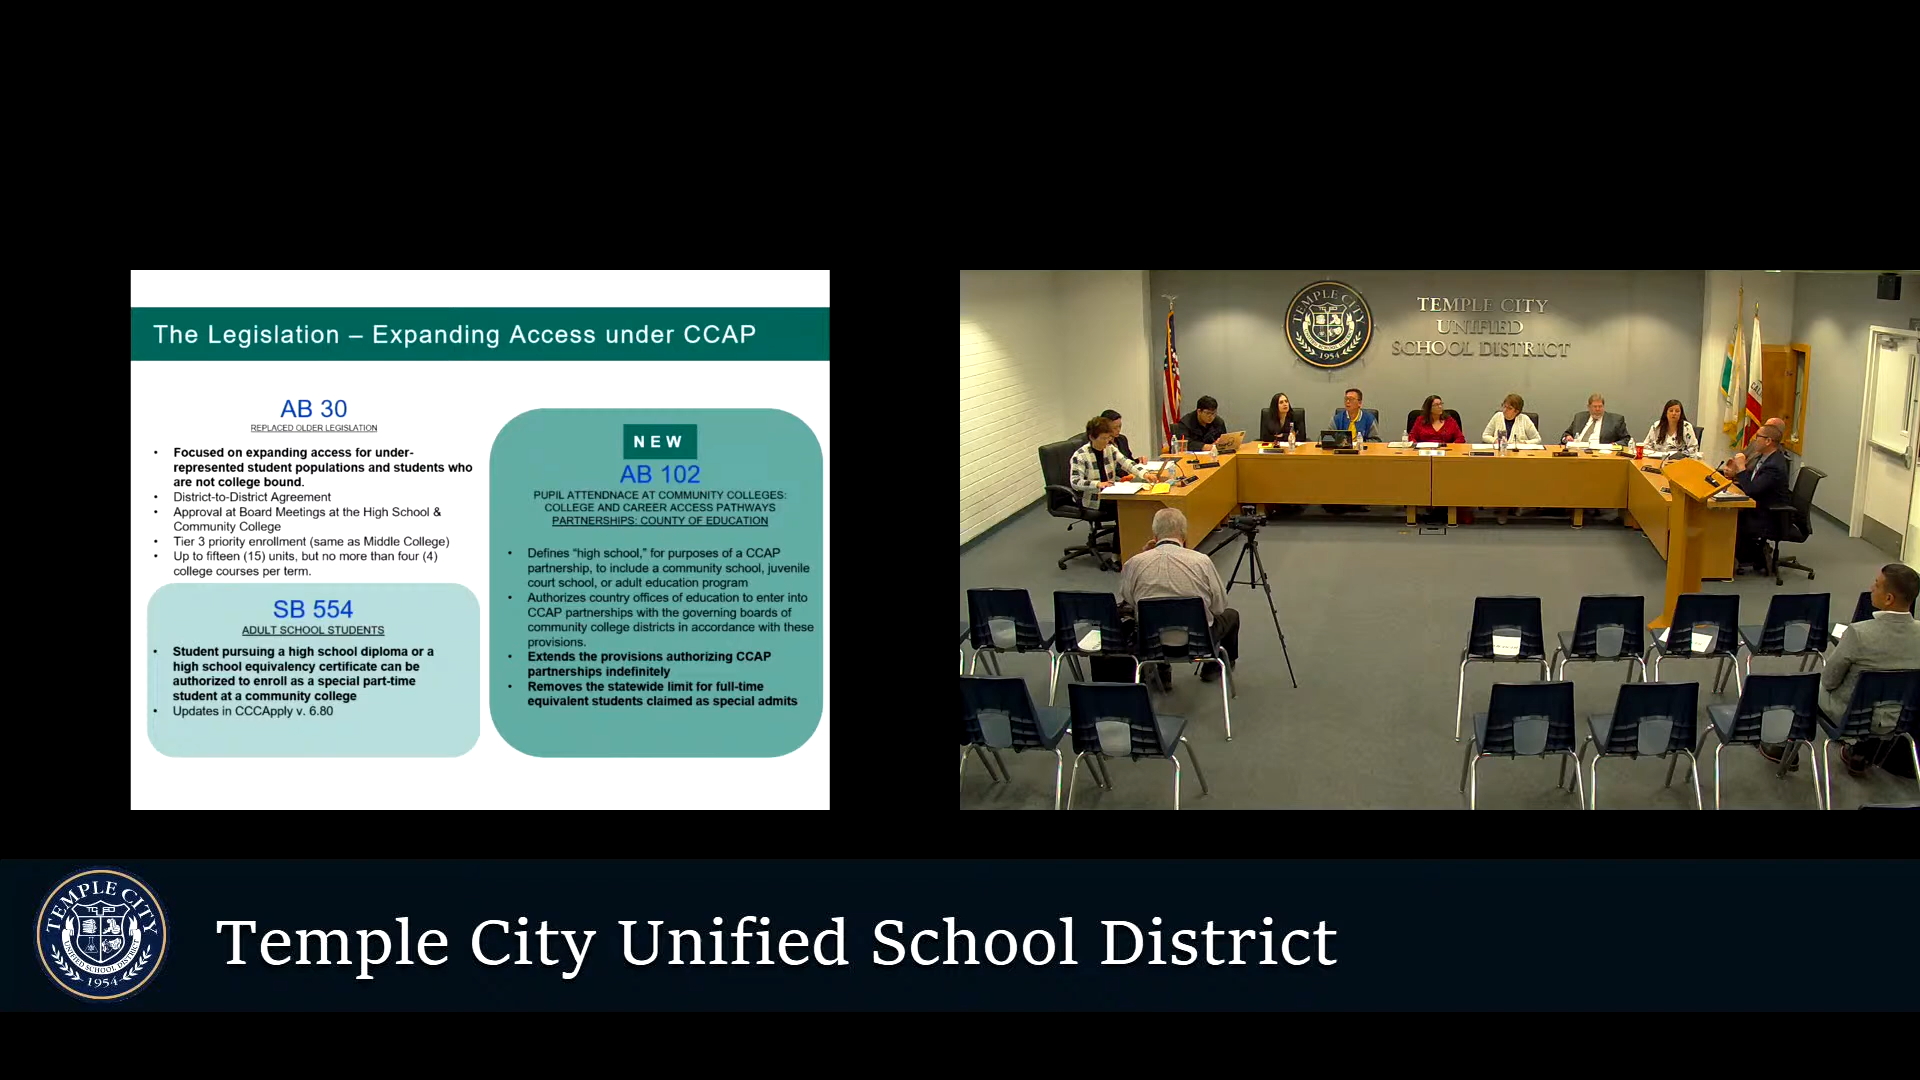 The Legislation – Expanding Access under CCAP
AB 30
REPLACED OLDER LEGISLATION
• Focused on expanding access for under-
represented student populations and students who
are not college bound.
• District-to-District Agreement
• Approval at Board Meetings at the High School &
Community College
• Tier 3 priority enrollment (same as Middle College)
• Up to fifteen (15) units, but no more than four (4)
college courses per term.
SB 554
ADULT SCHOOL STUDENTS
• Student pursuing a high school diploma or a
high school equivalency certificate can be
authorized to enroll as a special part-time
student at a community college
• Updates in CCCApply v. 6.80
NEW
AB 102
PUPIL ATTENDNACE AT COMMUNITY COLLEGES:
COLLEGE AND CAREER ACCESS PATHWAYS
PARTNERSHIPS: COUNTY OF EDUCATION
• Defines “high school,” for purposes of a CCAP
partnership, to include a community school, juvenile
court school, or adult education program
• Authorizes country offices of education to enter into
CCAP partnerships with the governing boards of
community college districts in accordance with these
provisions.
• Extends the provisions authorizing CCAP
partnerships indefinitely
• Removes the statewide limit for full-time
equivalent students claimed as special admits
TEMPLE CITY
1954
TEMPLE CITY
UNIFIED
SCHOOL DISTRICT
TEMPLE CITY
UNIFIED SCHOOL DISTRICT
1954
Temple City Unified School District